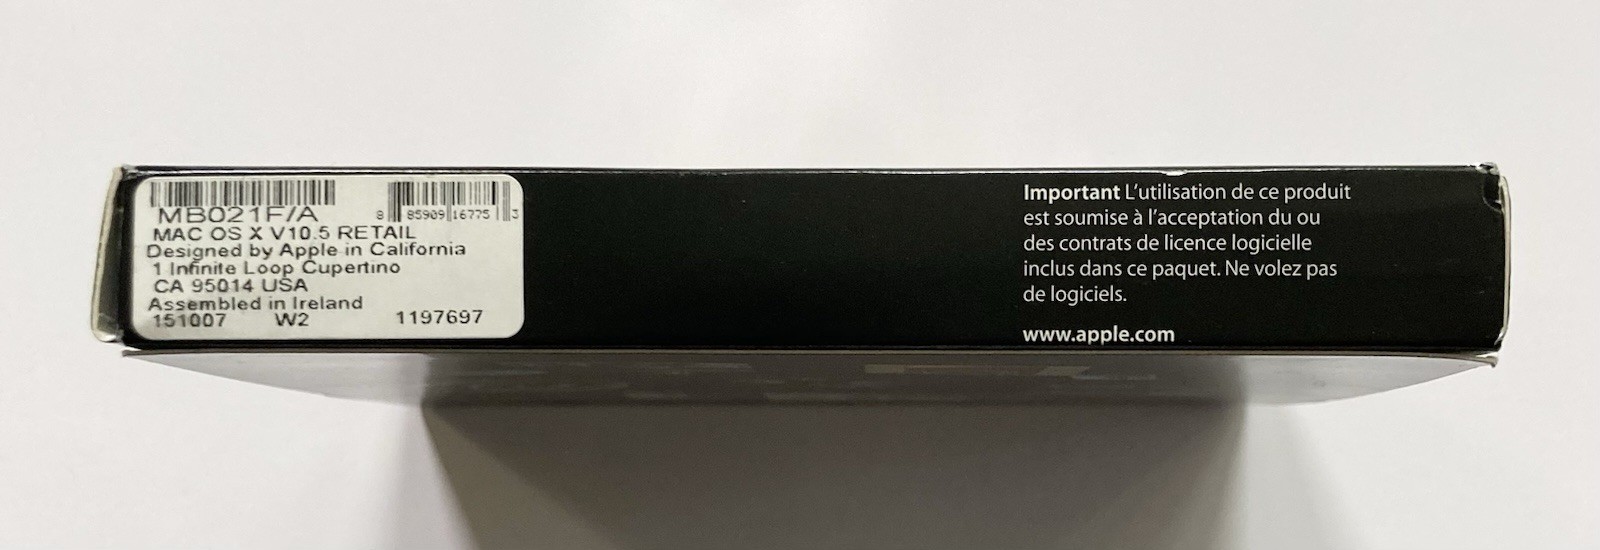 MB021F/A
8 85909 16775 3
MAC OS X V10.5 RETAIL
Designed by Apple in California
1 Infinite Loop Cupertino
CA 95014 USA
Assembled in Ireland
151007 W2 1197697
Important L'utilisation de ce produit
est soumise à l'acceptation du ou
des contrats de licence logicielle
inclus dans ce paquet. Ne volez pas
de logiciels.
www.apple.com